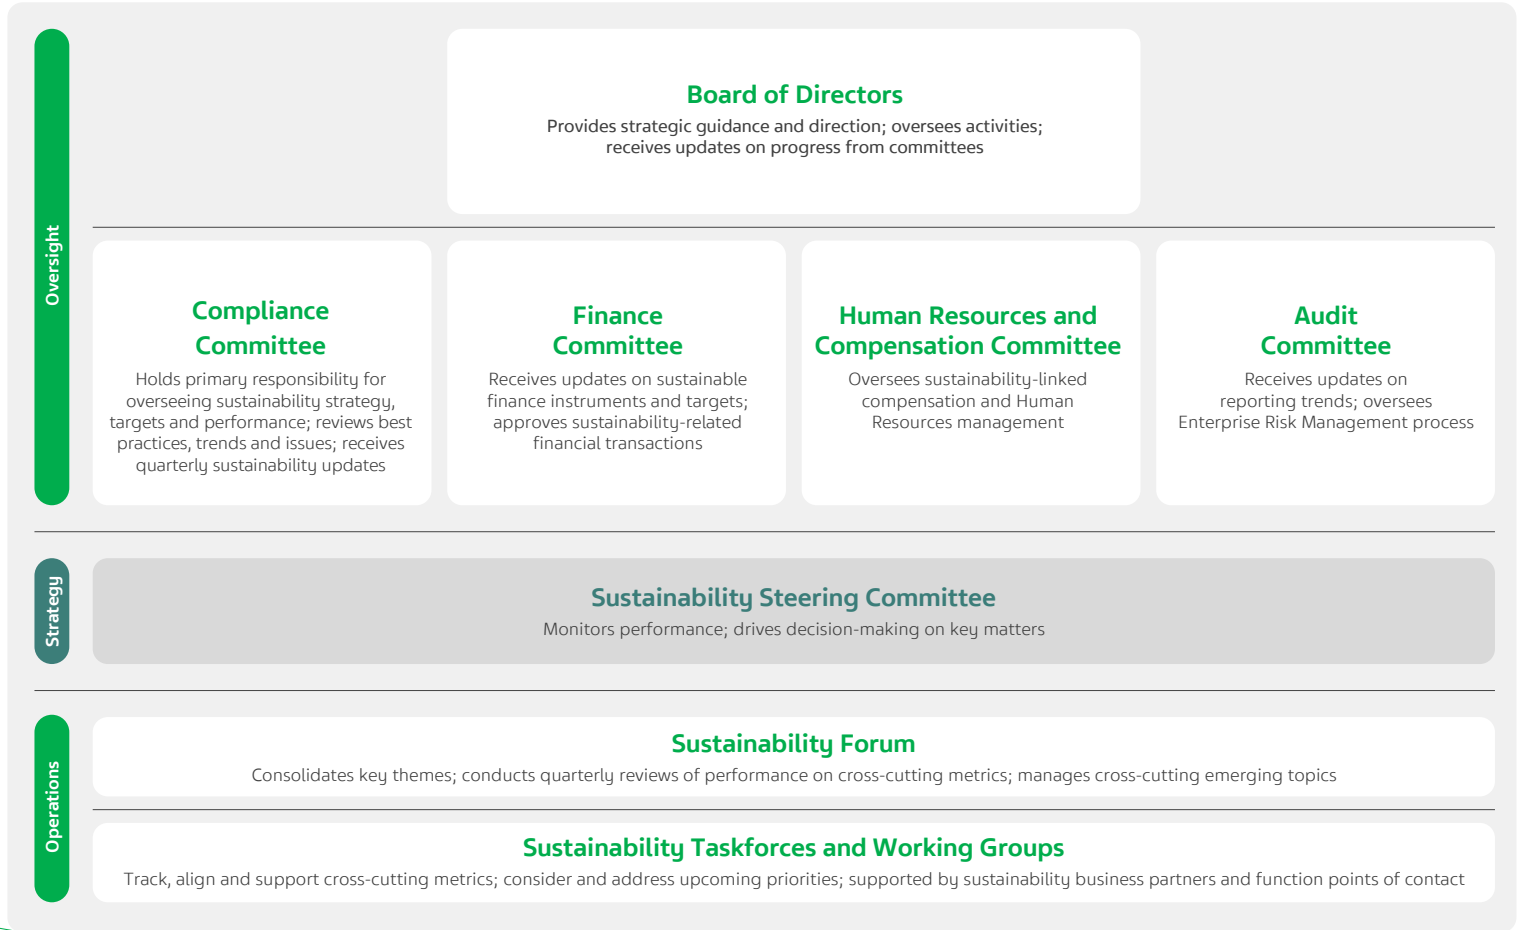 Oversight
Board of Directors
Provides strategic guidance and direction; oversees activities;
receives updates on progress from committees
Compliance
Committee
Holds primary responsibility for
overseeing sustainability strategy,
targets and performance; reviews best
practices, trends and issues; receives
quarterly sustainability updates
Finance
Committee
Receives updates on sustainable
finance instruments and targets;
approves sustainability-related
financial transactions
Human Resources and
Compensation Committee
Oversees sustainability-linked
compensation and Human
Resources management
Audit
Committee
Receives updates on
reporting trends; oversees
Enterprise Risk Management process
Strategy
Sustainability Steering Committee
Monitors performance; drives decision-making on key matters
Operations
Sustainability Forum
Consolidates key themes; conducts quarterly reviews of performance on cross-cutting metrics; manages cross-cutting emerging topics
Sustainability Taskforces and Working Groups
Track, align and support cross-cutting metrics; consider and address upcoming priorities; supported by sustainability business partners and function points of contact